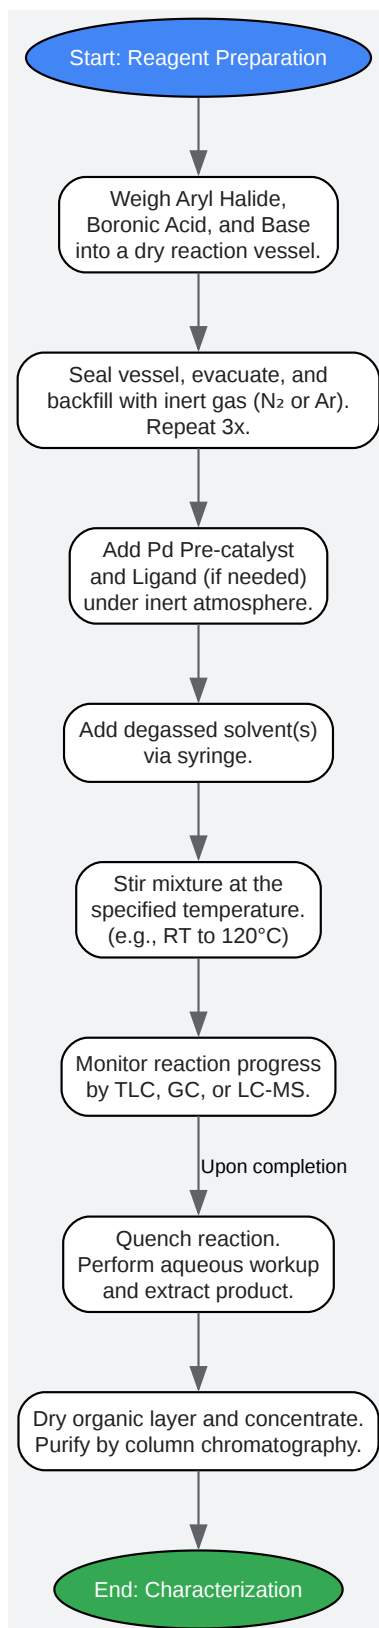 Start: Reagent Preparation
Weigh Aryl Halide,
Boronic Acid, and Base
into a dry reaction vessel.
Seal vessel, evacuate, and
backfill with inert gas (N₂ or Ar).
Repeat 3x.
Add Pd Pre-catalyst
and Ligand (if needed)
under inert atmosphere.
Add degassed solvent(s)
via syringe.
Stir mixture at the
specified temperature.
(e.g., RT to 120°C)
Monitor reaction progress
by TLC, GC, or LC-MS.
Upon completion
Quench reaction.
Perform aqueous workup
and extract product.
Dry organic layer and concentrate.
Purify by column chromatography.
End: Characterization